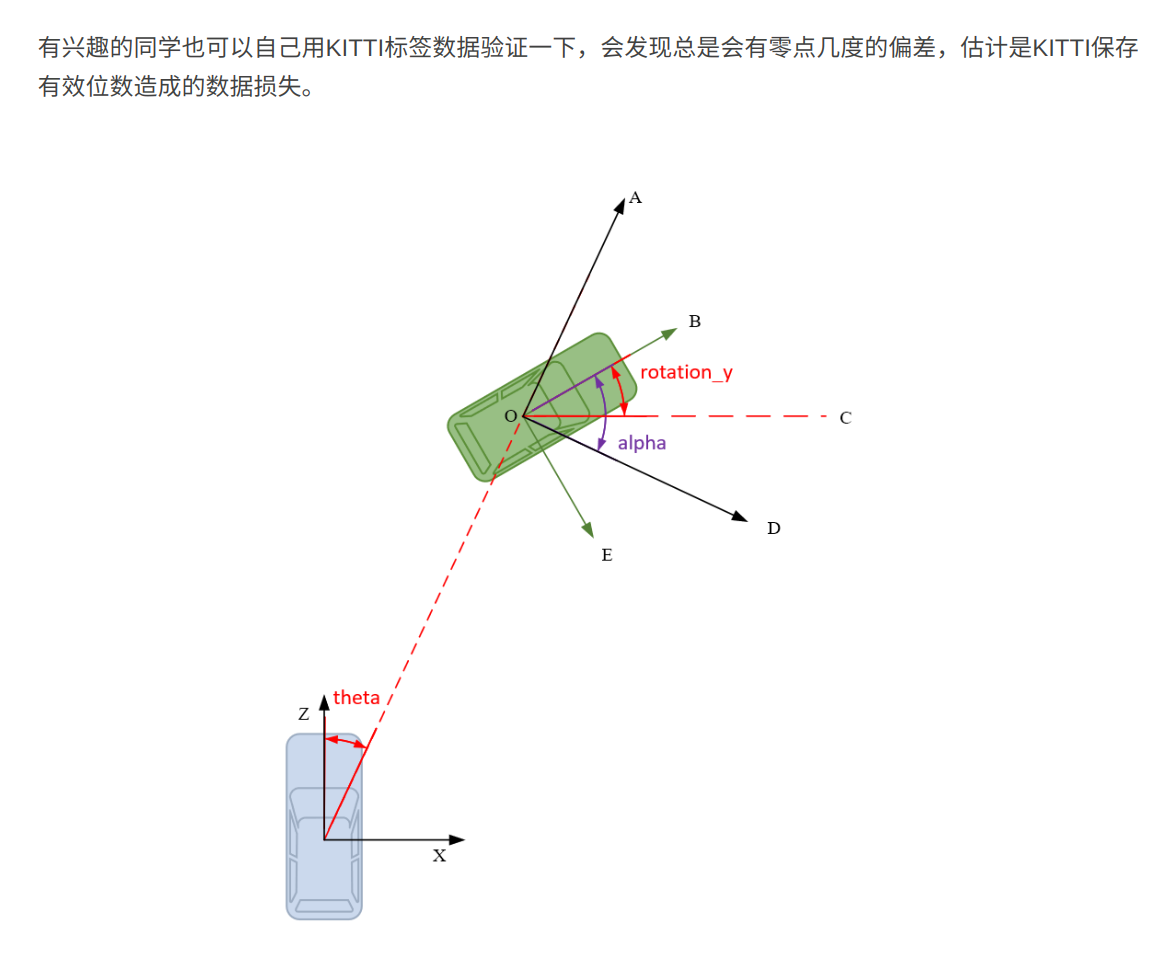 有兴趣的同学也可以自己用KITTI标签数据验证一下，会发现总是会有零点几度的偏差，估计是KITTI保存
有效位数造成的数据损失。
A
B
rotation_y
O
C
alpha
D
E
theta
Z
X